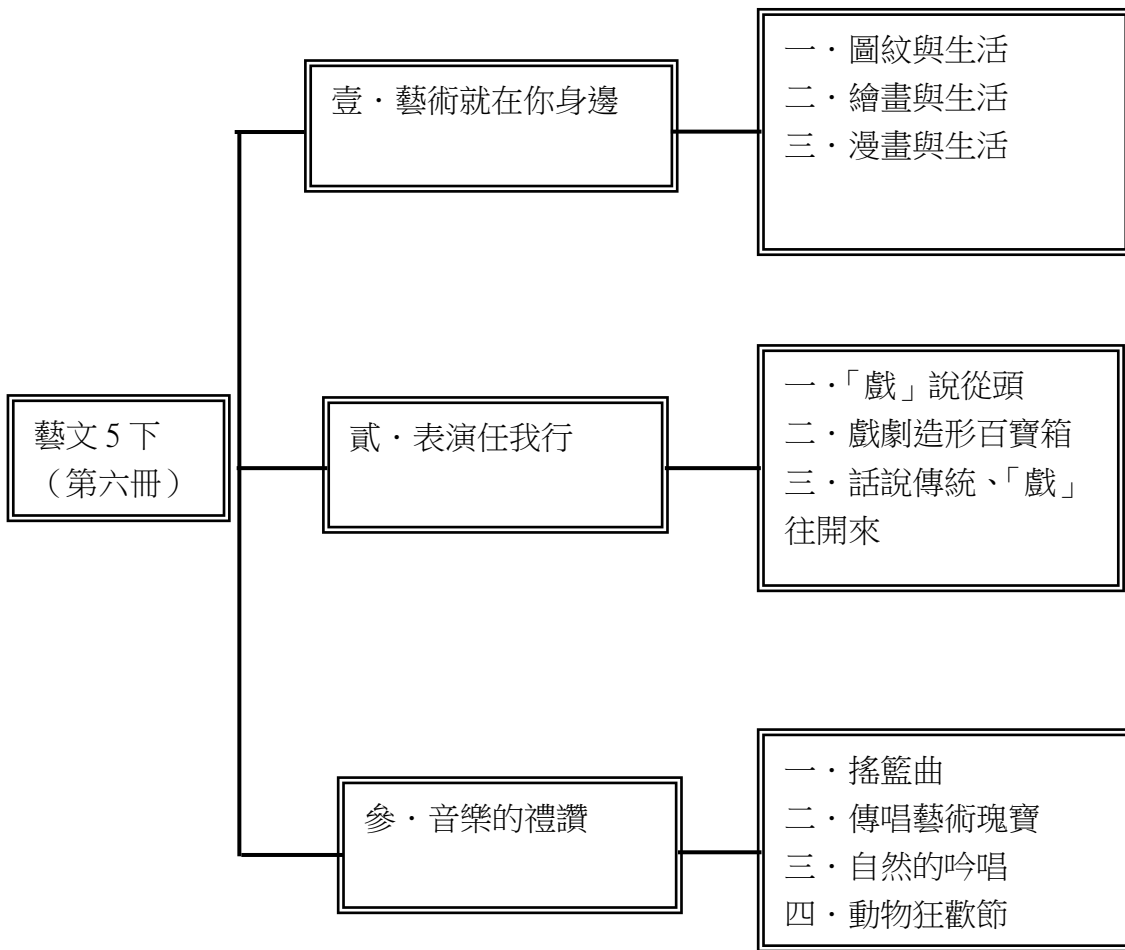 壹．藝術就在你身邊
一．圖紋與生活
二．繪畫與生活
三．漫畫與生活
藝文 5 下
（第六冊）
貳．表演任我行
一．「戲」說從頭
二．戲劇造形百寶箱
三．話說傳統、「戲」
往開來
參．音樂的禮讚
一．搖籃曲
二．傳唱藝術瑰寶
三．自然的吟唱
四．動物狂歡節